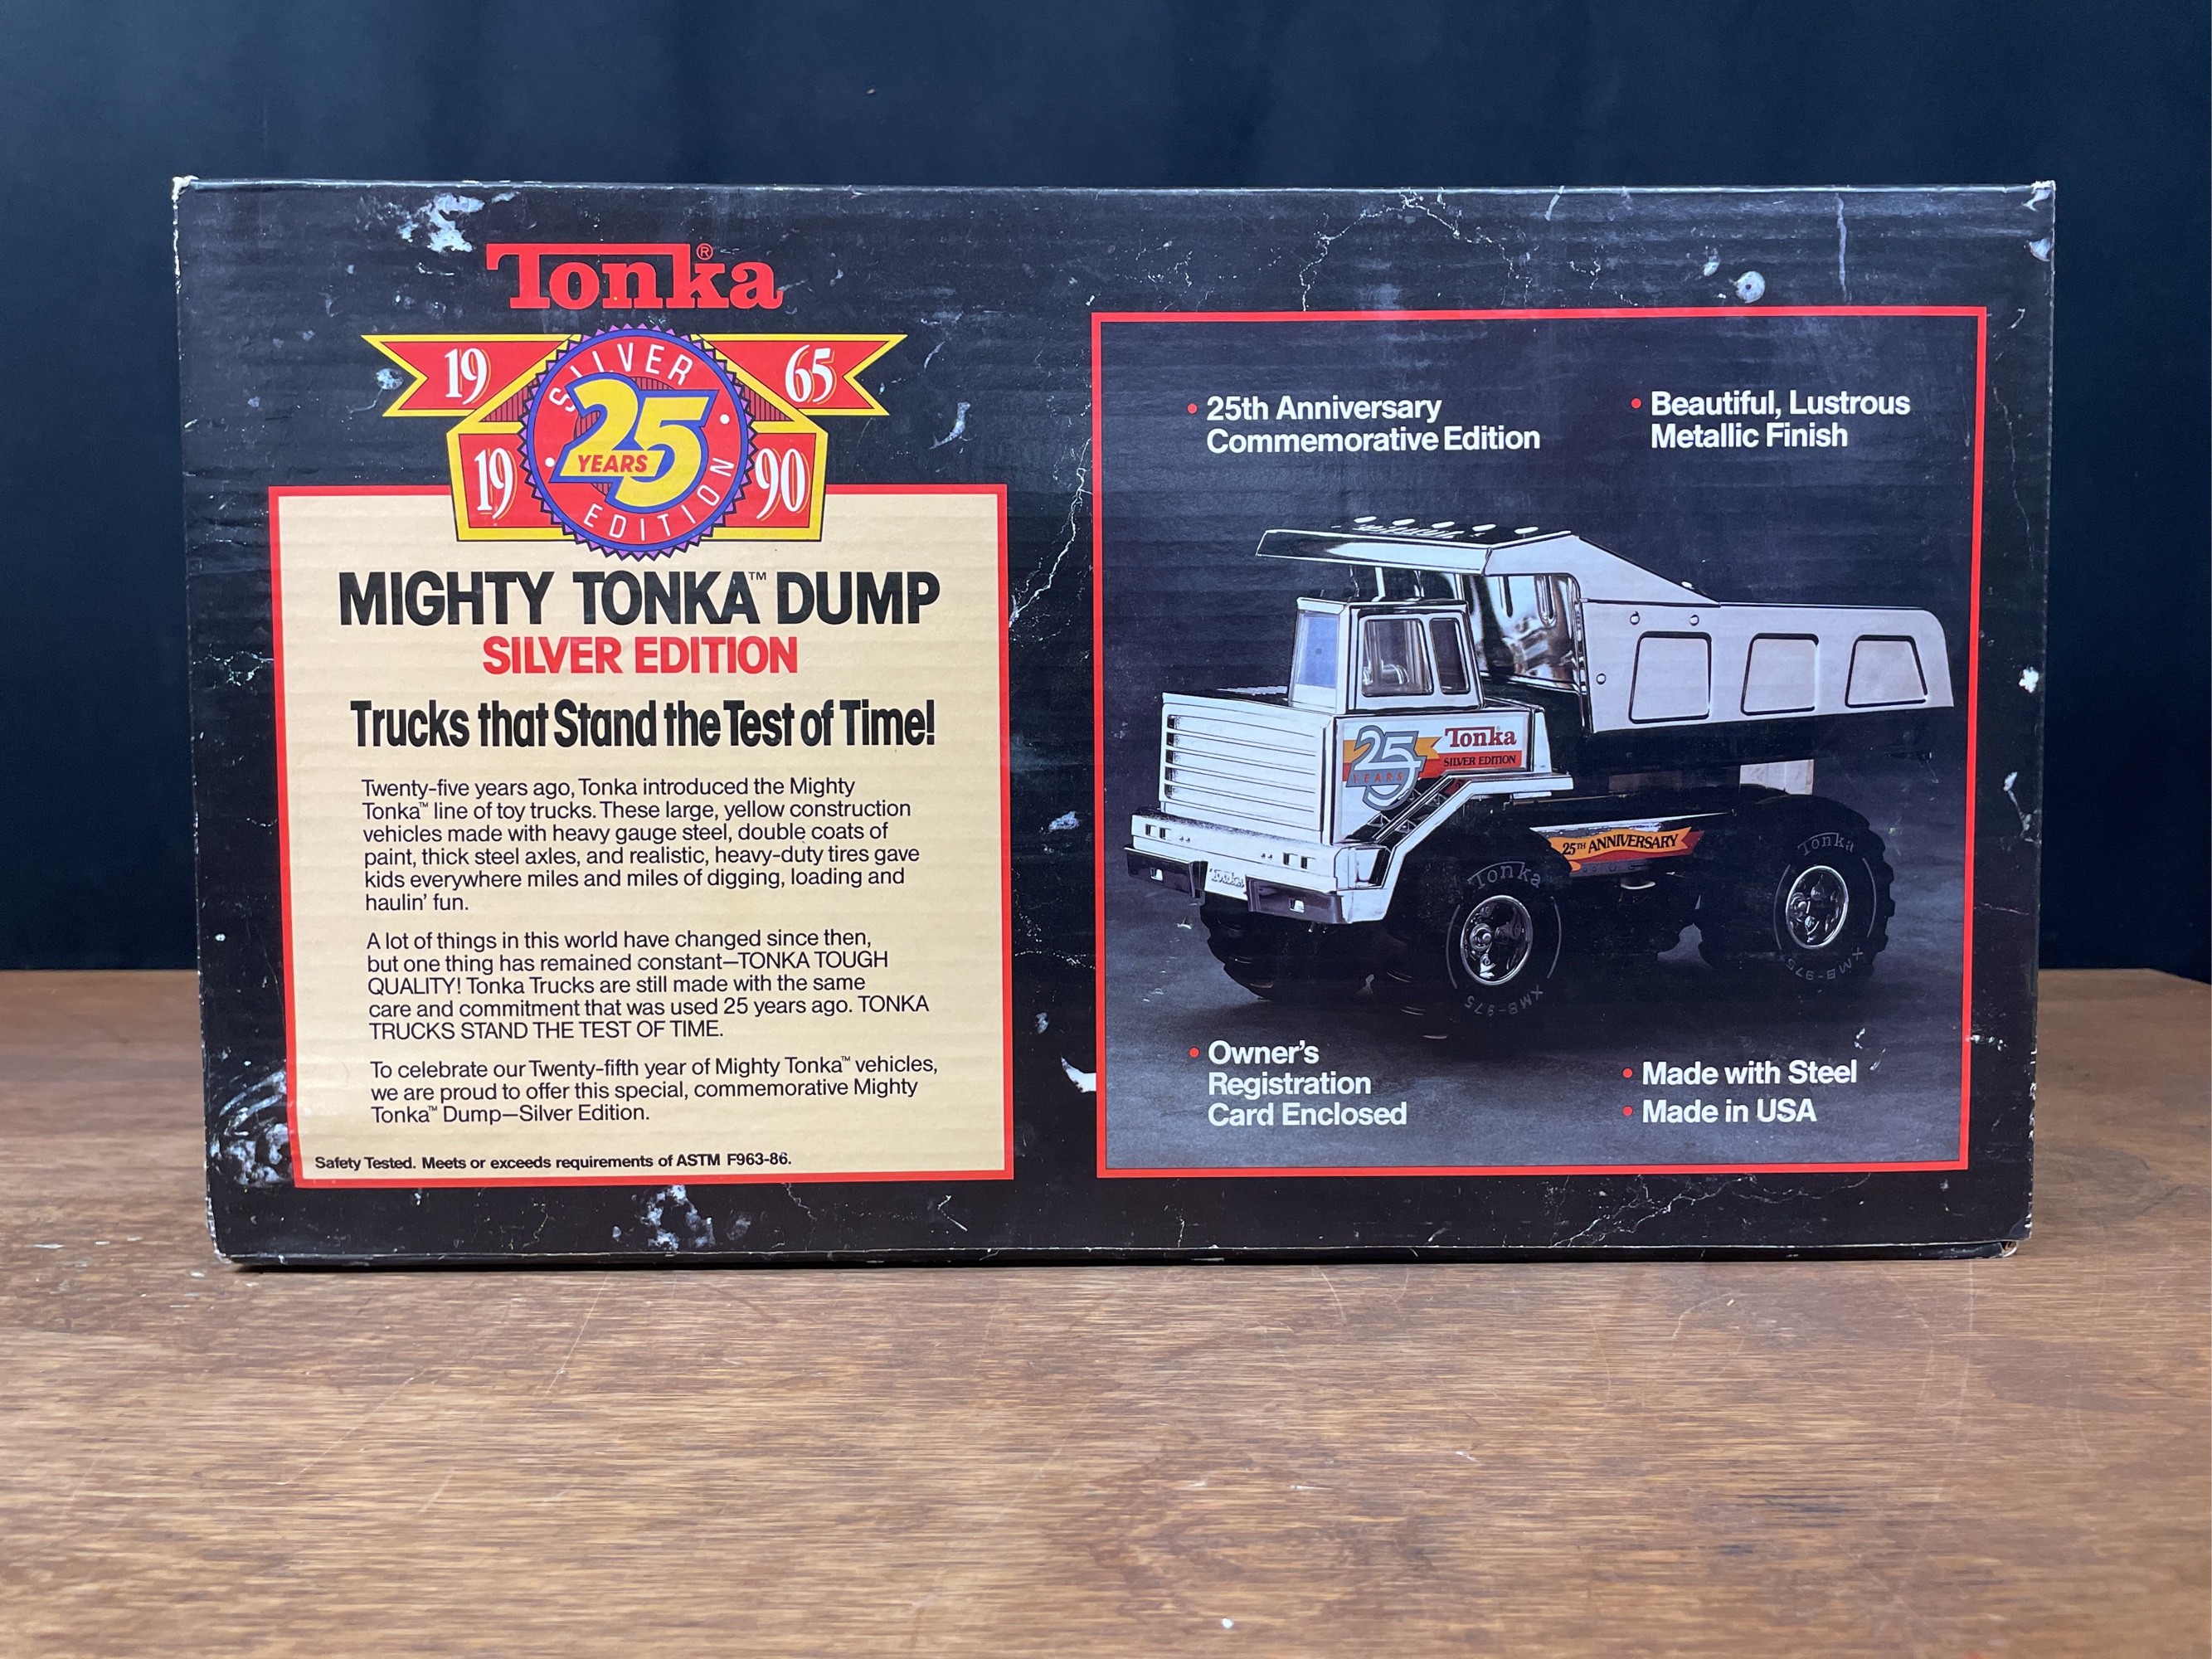 Tonka®
19 65
SILVER
25
YEARS
19 90
EDITION
MIGHTY TONKA™ DUMP
SILVER EDITION
Trucks that Stand the Test of Time!
Twenty-five years ago, Tonka introduced the Mighty
Tonka™ line of toy trucks. These large, yellow construction
vehicles made with heavy gauge steel, double coats of
paint, thick steel axles, and realistic, heavy-duty tires gave
kids everywhere miles and miles of digging, loading and
haulin' fun.
A lot of things in this world have changed since then,
but one thing has remained constant—TONKA TOUGH
QUALITY! Tonka Trucks are still made with the same
care and commitment that was used 25 years ago. TONKA
TRUCKS STAND THE TEST OF TIME.
To celebrate our Twenty-fifth year of Mighty Tonka™ vehicles,
we are proud to offer this special, commemorative Mighty
Tonka™ Dump—Silver Edition.
Safety Tested. Meets or exceeds requirements of ASTM F963-86.
• 25th Anniversary
Commemorative Edition
• Beautiful, Lustrous
Metallic Finish
25
YEARS
Tonka
SILVER EDITION
25TH ANNIVERSARY
Tonka
Tonka
XMB-975
Tonka
XMB-975
• Owner's
Registration
Card Enclosed
• Made with Steel
• Made in USA